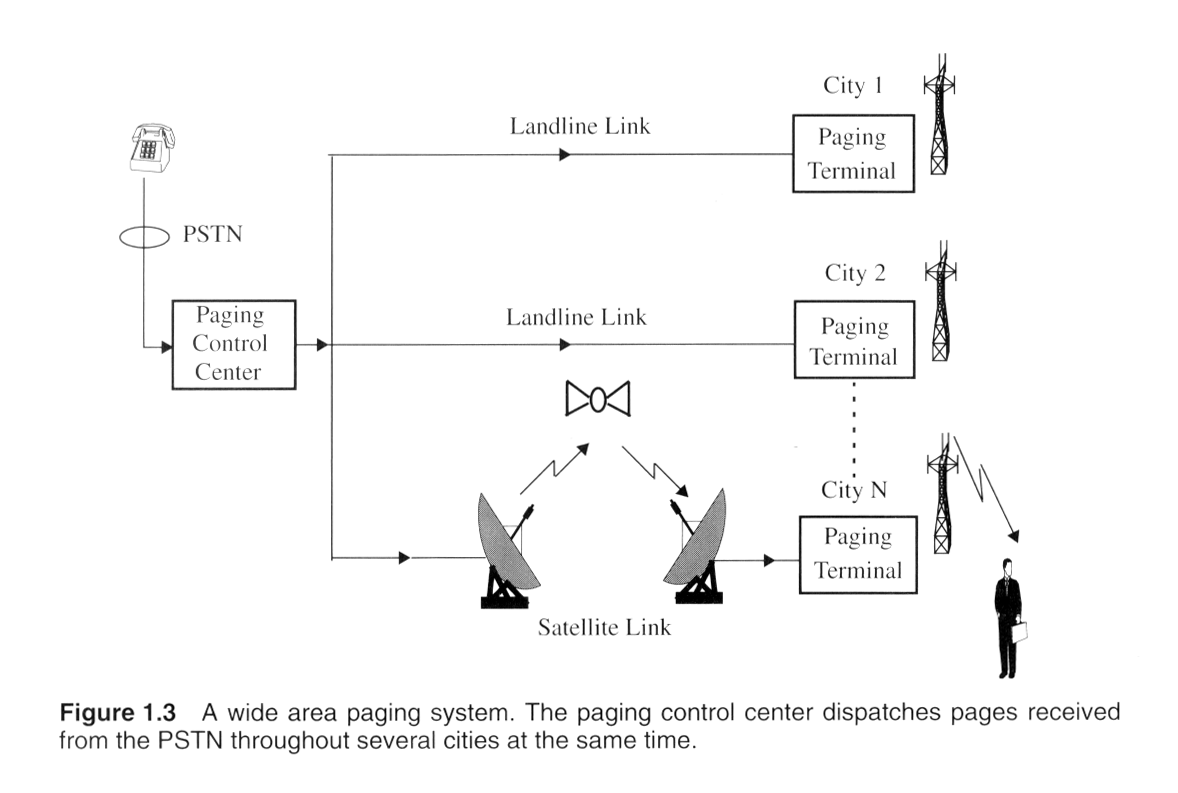 City 1
Landline Link
Paging
Terminal
PSTN
City 2
Landline Link
Paging
Control
Center
Paging
Terminal
City N
Paging
Terminal
Satellite Link
Figure 1.3 A wide area paging system. The paging control center dispatches pages received
from the PSTN throughout several cities at the same time.